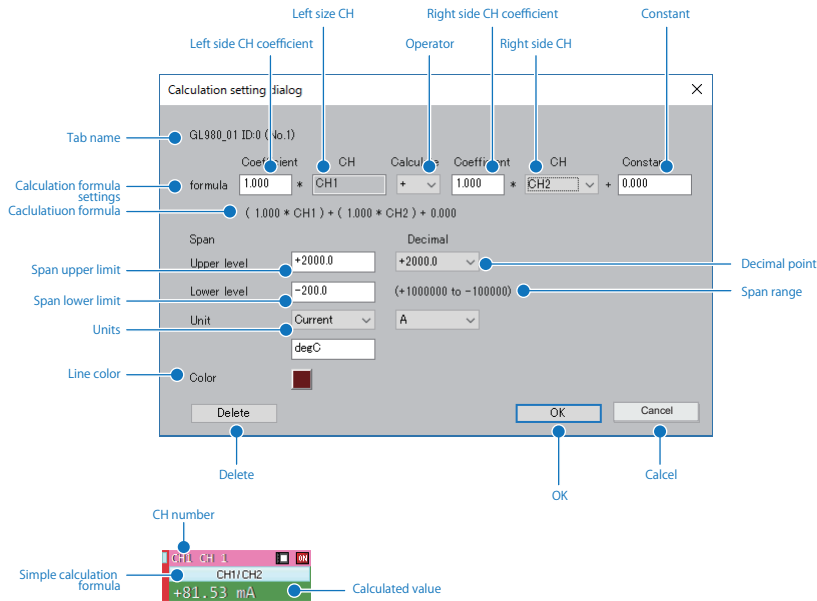 Left size CH
Right side CH coefficient
Constant
Left side CH coefficient
Operator
Right side CH
Calculation setting dialog
Tab name
GL980_01 ID:0 (No.1)
Coefficient CH Calculate Coefficient CH Constant
Calculation formula
settings
formula 1.000 * CH1 + 1.000 * CH2 + 0.000
Caclulatiuon formula
( 1.000 * CH1 ) + ( 1.000 * CH2 ) + 0.000
Span Decimal
Span upper limit
Upper level +2000.0 +2000.0
Decimal point
Span lower limit
Lower level -200.0 (+1000000 to -100000)
Span range
Units
Unit Current A
degC
Line color
Color
Delete OK Cancel
Delete
OK
Calcel
CH number
CH1 CH 1 ON
Simple calculation
formula
CH1/CH2
+81.53 mA
Calculated value